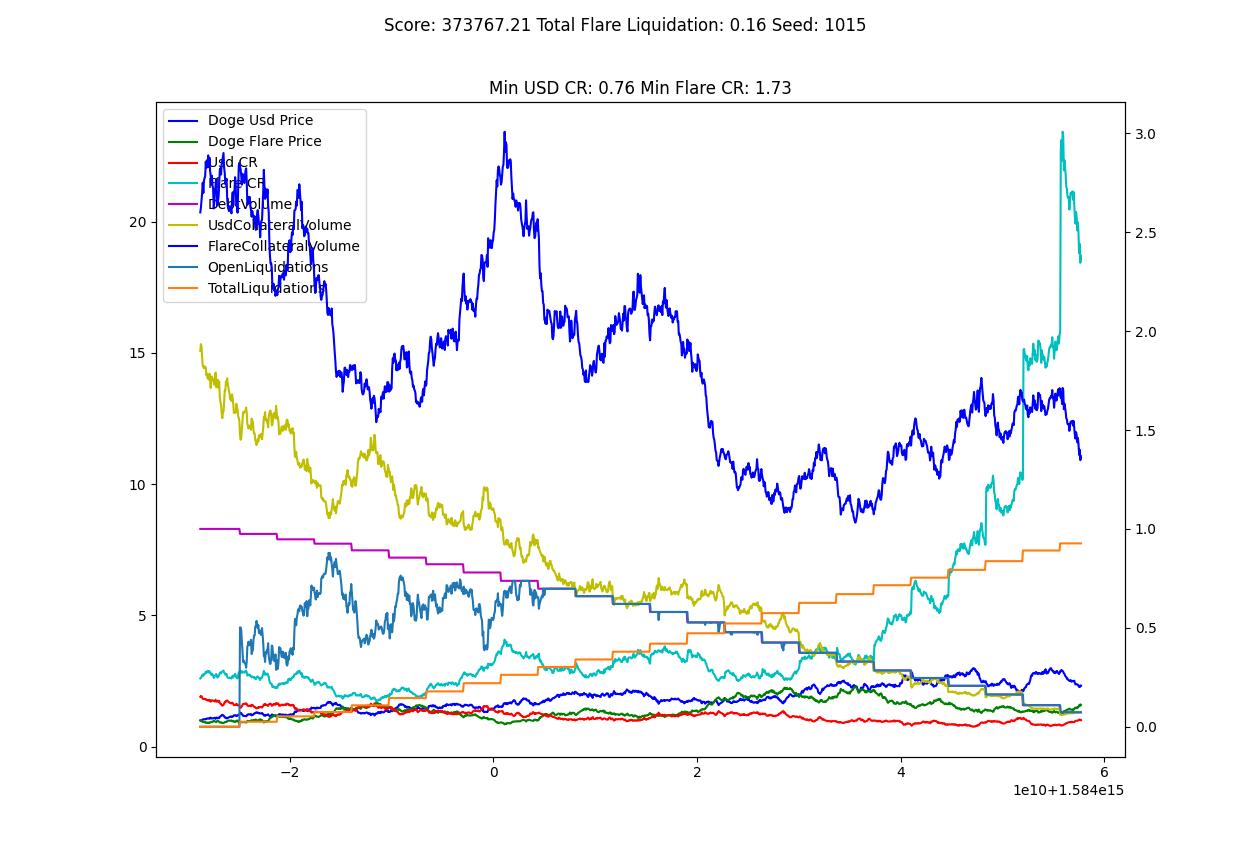 Score: 373767.21 Total Flare Liquidation: 0.16 Seed: 1015
Min USD CR: 0.76 Min Flare CR: 1.73
Doge Usd Price
Doge Flare Price
Usd CR
Flare CR
DebtVolume
UsdCollateralVolume
FlareCollateralVolume
OpenLiquidations
TotalLiquidations
20
15
10
5
0
3.0
2.5
2.0
1.5
1.0
0.5
0.0
−2
0
2
4
6
1e10+1.584e15